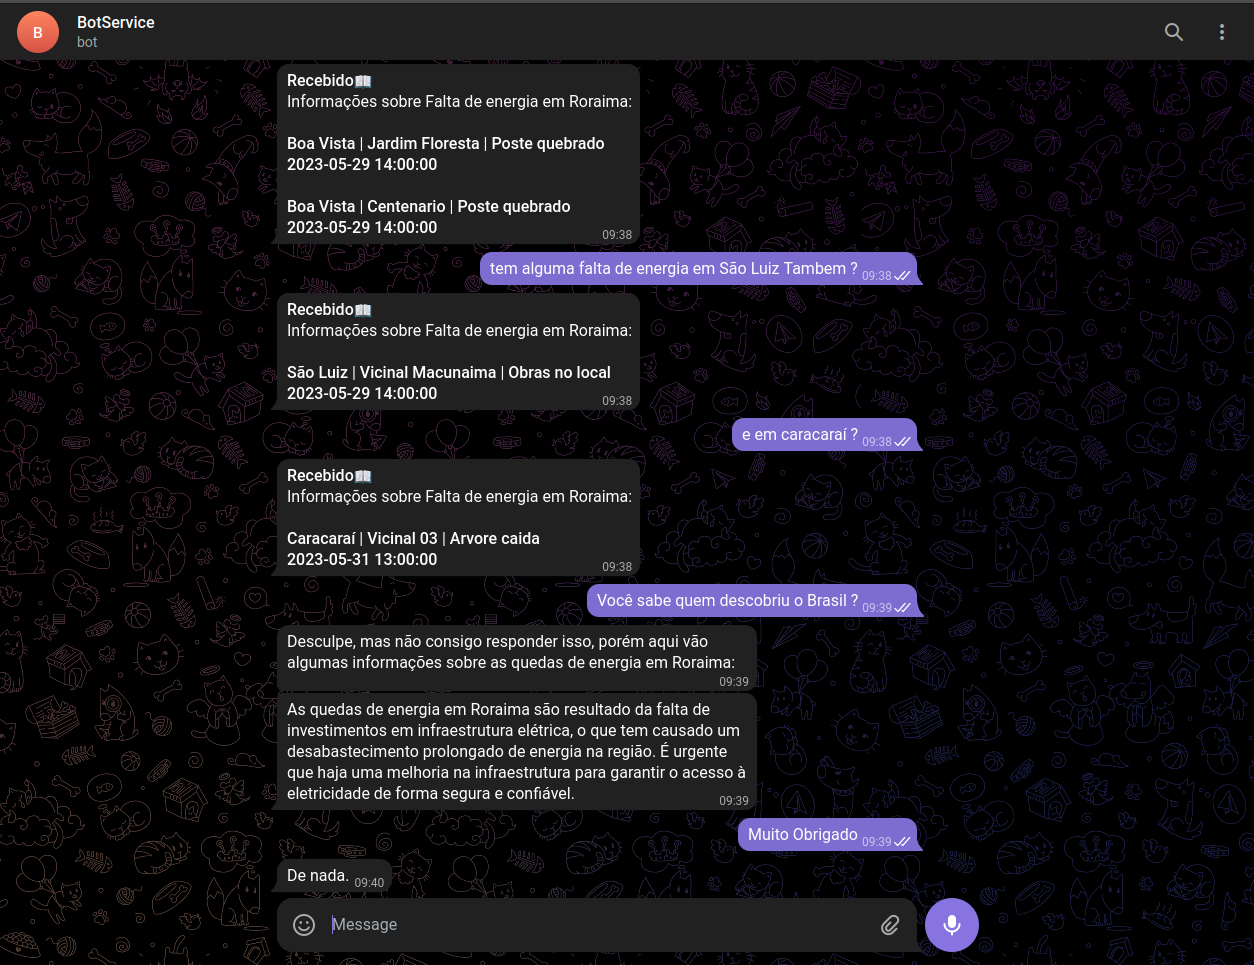 B
BotService
bot
Recebido📖
Informações sobre Falta de energia em Roraima:
Boa Vista | Jardim Floresta | Poste quebrado
2023-05-29 14:00:00
Boa Vista | Centenario | Poste quebrado
2023-05-29 14:00:00
09:38
tem alguma falta de energia em São Luiz Tambem ? 09:38
Recebido📖
Informações sobre Falta de energia em Roraima:
São Luiz | Vicinal Macunaima | Obras no local
2023-05-29 14:00:00
09:38
e em caracaraí ? 09:38
Recebido📖
Informações sobre Falta de energia em Roraima:
Caracaraí | Vicinal 03 | Arvore caida
2023-05-31 13:00:00
09:38
Você sabe quem descobriu o Brasil ? 09:39
Desculpe, mas não consigo responder isso, porém aqui vão
algumas informações sobre as quedas de energia em Roraima:
09:39
As quedas de energia em Roraima são resultado da falta de
investimentos em infraestrutura elétrica, o que tem causado um
desabastecimento prolongado de energia na região. É urgente
que haja uma melhoria na infraestrutura para garantir o acesso à
eletricidade de forma segura e confiável.
09:39
Muito Obrigado 09:39
De nada. 09:40
Message